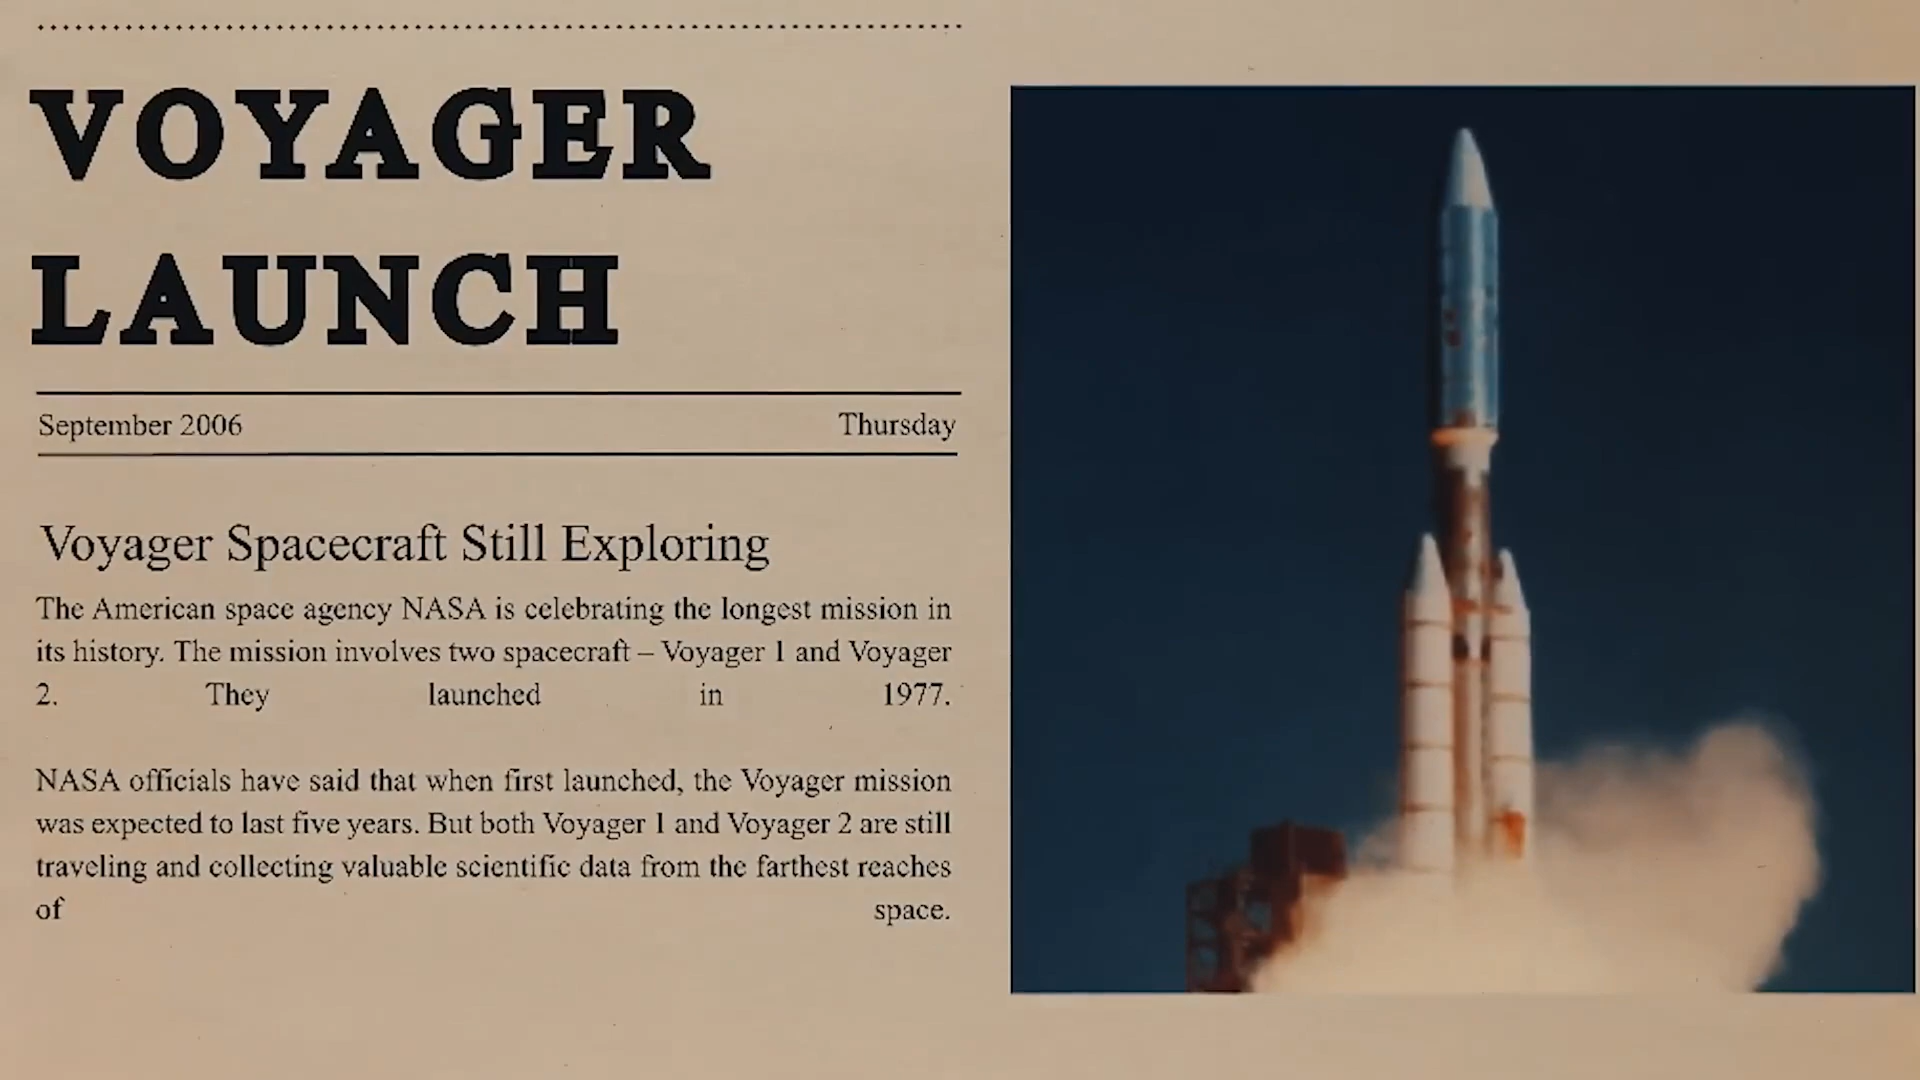 VOYAGER
LAUNCH
September 2006 Thursday
Voyager Spacecraft Still Exploring
The American space agency NASA is celebrating the longest mission in
its history. The mission involves two spacecraft – Voyager 1 and Voyager
2. They launched in 1977.
NASA officials have said that when first launched, the Voyager mission
was expected to last five years. But both Voyager 1 and Voyager 2 are still
traveling and collecting valuable scientific data from the farthest reaches
of space.